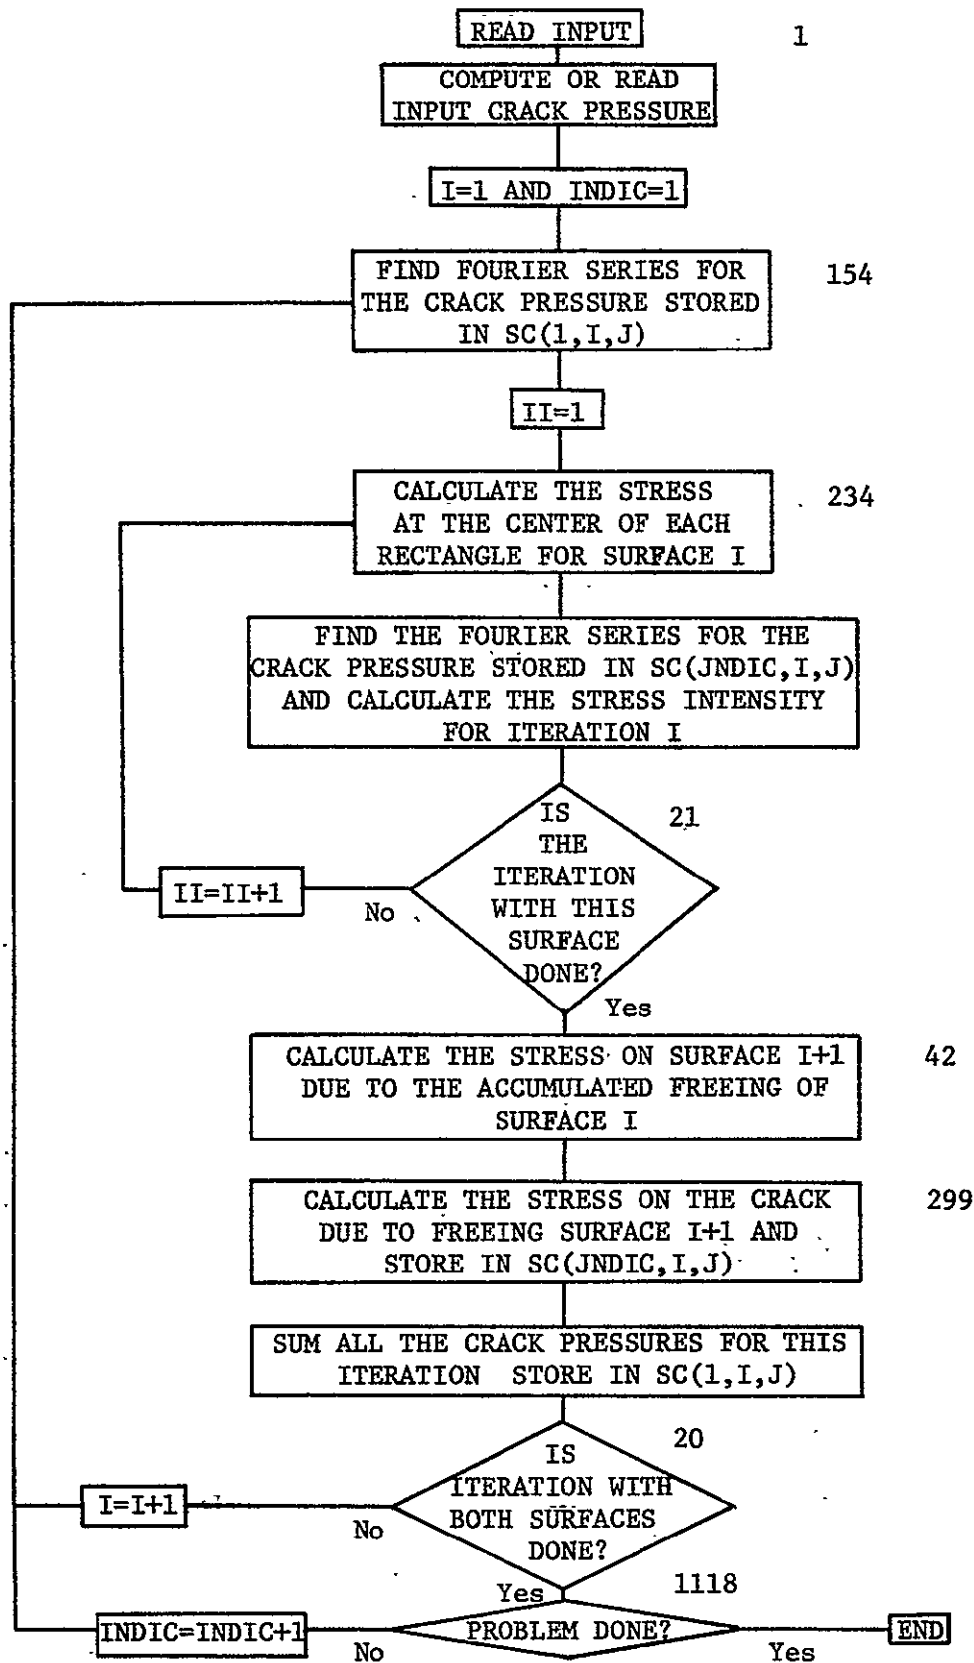 READ INPUT
1
COMPUTE OR READ
INPUT CRACK PRESSURE
I=1 AND INDIC=1
FIND FOURIER SERIES FOR
THE CRACK PRESSURE STORED
IN SC(1,I,J)
154
II=1
CALCULATE THE STRESS
AT THE CENTER OF EACH
RECTANGLE FOR SURFACE I
234
FIND THE FOURIER SERIES FOR THE
CRACK PRESSURE STORED IN SC(JNDIC,I,J)
AND CALCULATE THE STRESS INTENSITY
FOR ITERATION I
IS
THE
ITERATION
WITH THIS
SURFACE
DONE?
21
II=II+1
No
Yes
CALCULATE THE STRESS ON SURFACE I+1
DUE TO THE ACCUMULATED FREEING OF
SURFACE I
42
CALCULATE THE STRESS ON THE CRACK
DUE TO FREEING SURFACE I+1 AND
STORE IN SC(JNDIC,I,J)
299
SUM ALL THE CRACK PRESSURES FOR THIS
ITERATION STORE IN SC(1,I,J)
IS
ITERATION WITH
BOTH SURFACES
DONE?
20
I=I+1
No
Yes
1118
INDIC=INDIC+1
No
PROBLEM DONE?
Yes
END